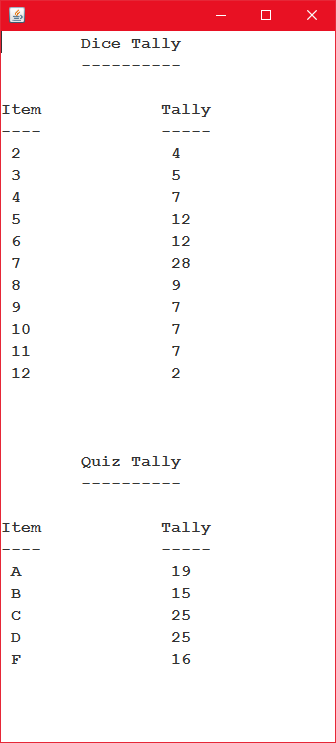 Dice Tally
----------
Item Tally
---- -----
2 4
3 5
4 7
5 12
6 12
7 28
8 9
9 7
10 7
11 7
12 2
Quiz Tally
----------
Item Tally
---- -----
A 19
B 15
C 25
D 25
F 16